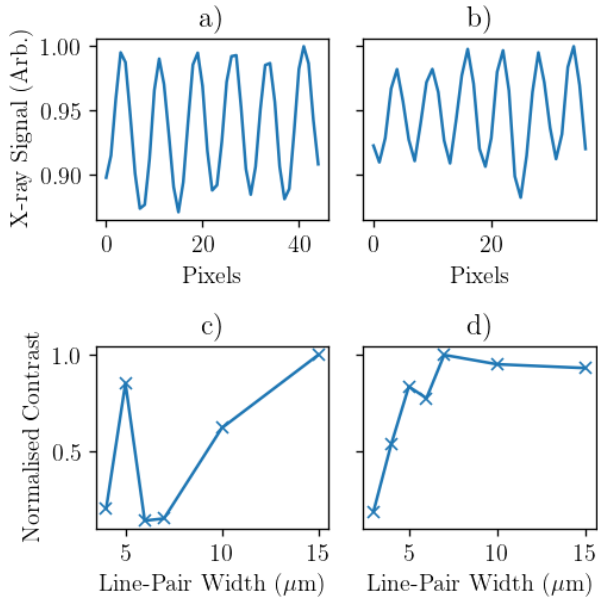 a)
b)
X-ray Signal (Arb.)
1.00
0.95
0.90
0
20
40
0
20
Pixels
Pixels
c)
d)
Normalised Contrast
1.0
0.5
5
10
15
5
10
15
Line-Pair Width (μm)
Line-Pair Width (μm)